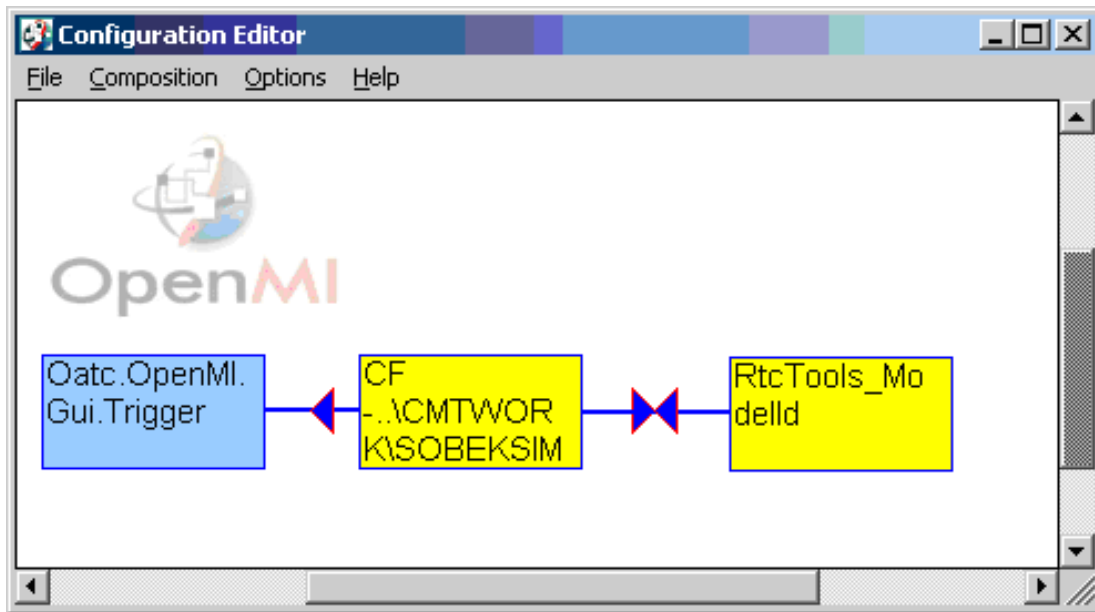 Configuration Editor
File Composition Options Help
OpenMI
Oatc.OpenMI.
Gui.Trigger
CF
-..\CMTWOR
K\SOBEKSIM
RtcTools_Mo
delId